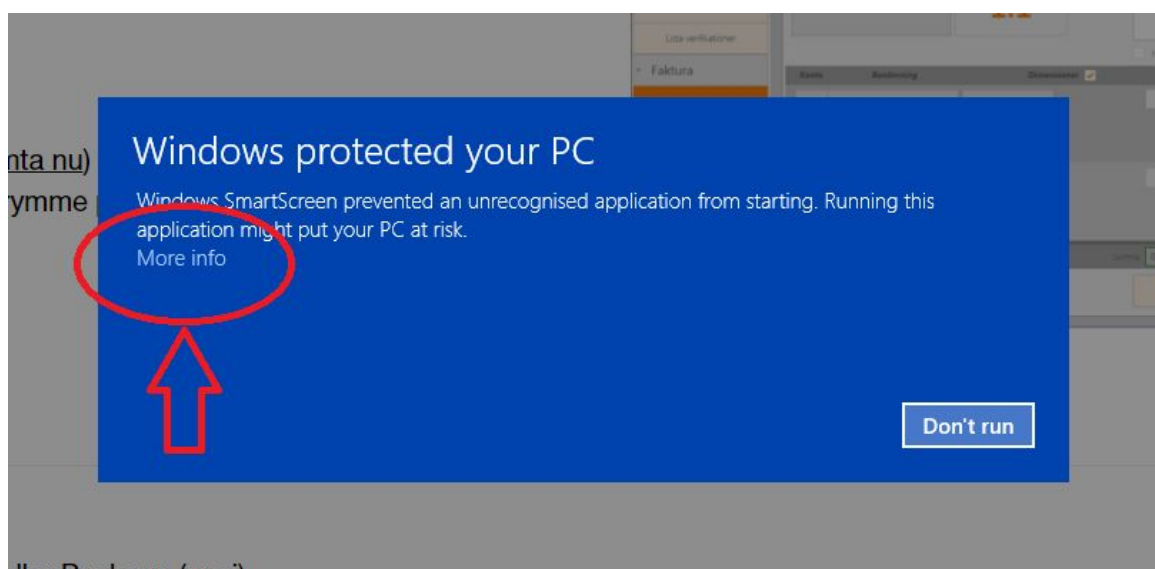 Lista verifikationer
Faktura
Konto Benämning Dimensioner
mta nu)
rymme
Windows protected your PC
Windows SmartScreen prevented an unrecognised application from starting. Running this
application might put your PC at risk.
More info
Don't run